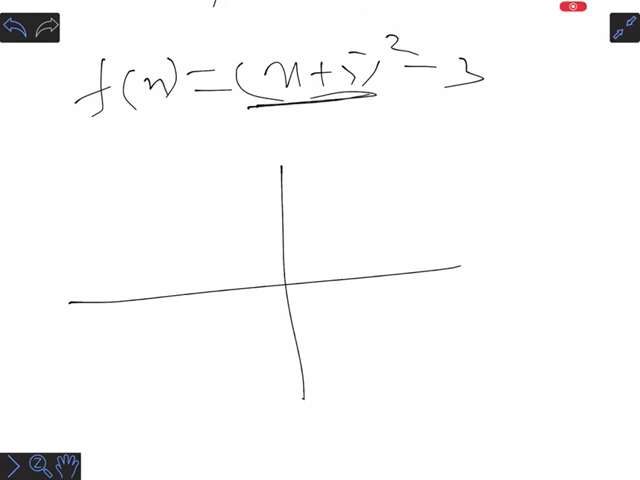 f(x) = (x+5)² - 3